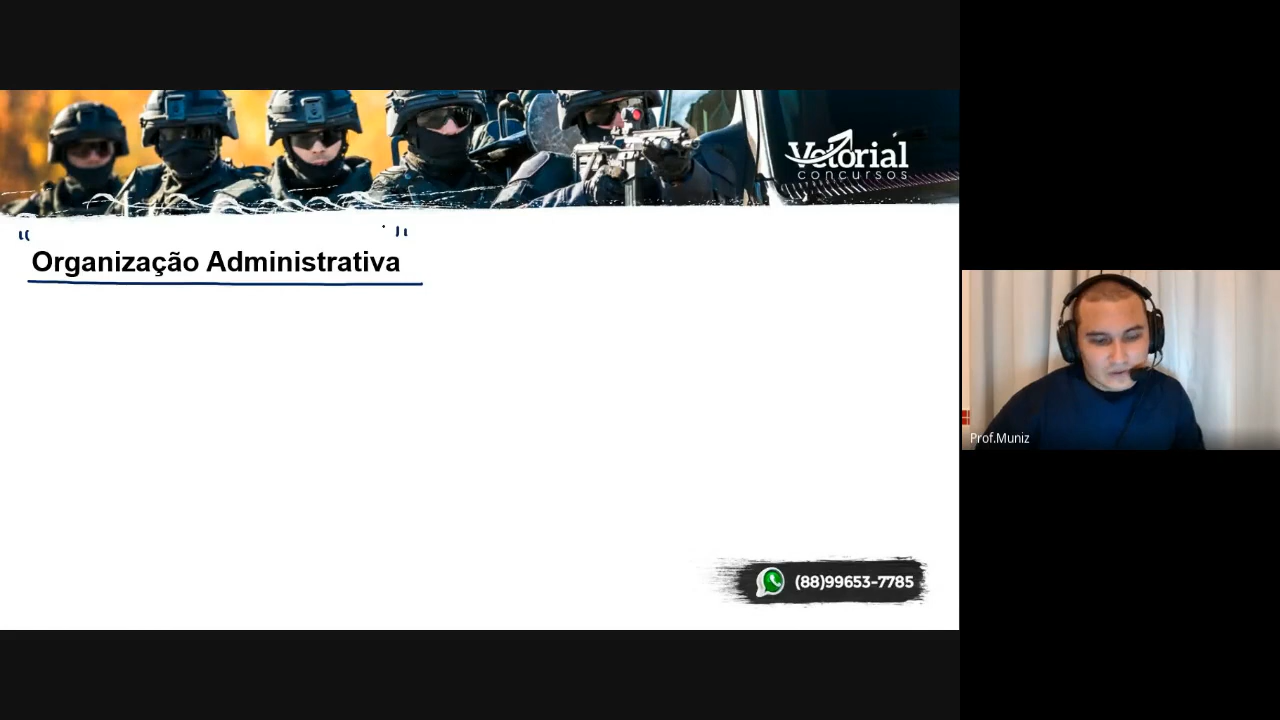 Vetorial
concursos
Organização Administrativa
(88)99653-7785
Prof.Muniz